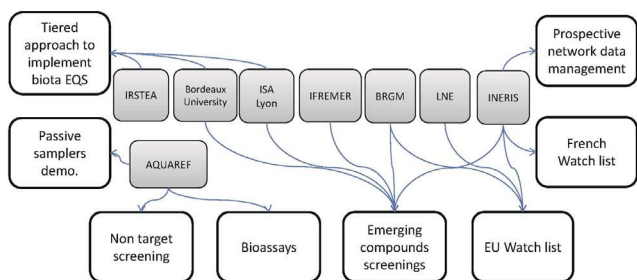 Tiered
approach to
implement
biota EQS
IRSTEA
Bordeaux
University
ISA
Lyon
IFREMER
BRGM
LNE
INERIS
Prospective
network data
management
Passive
samplers
demo.
AQUAREF
French
Watch list
Non target
screening
Bioassays
Emerging
compounds
screenings
EU Watch list